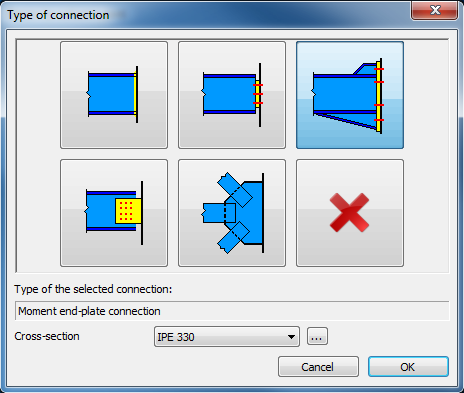 Type of connection
Type of the selected connection:
Moment end-plate connection
Cross-section IPE 330 ...
Cancel OK